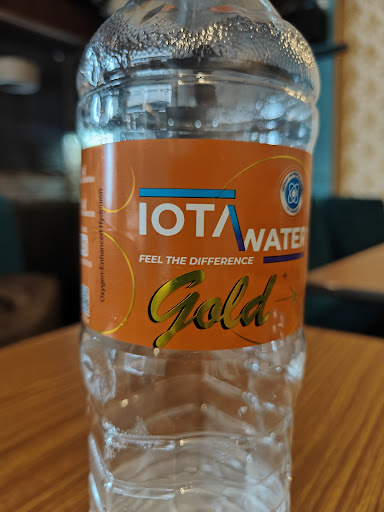 IOTA
WATER
FEEL THE DIFFERENCE
Gold
Oxygen-Enhanced Hydration